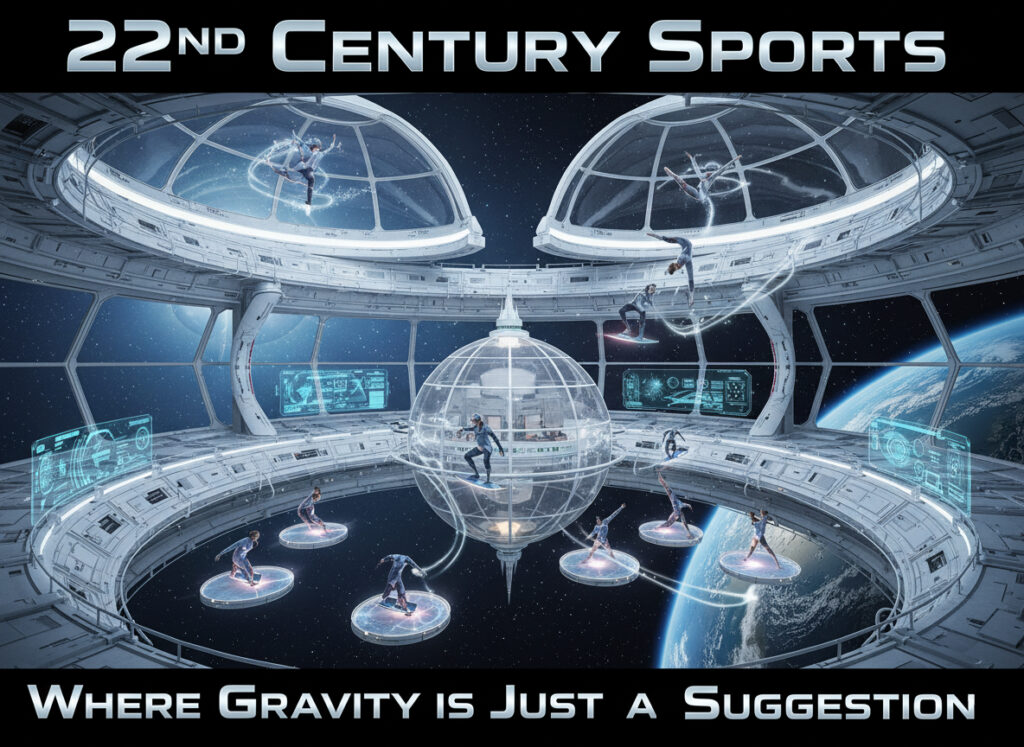 22ND CENTURY SPORTS
WHERE GRAVITY IS JUST A SUGGESTION